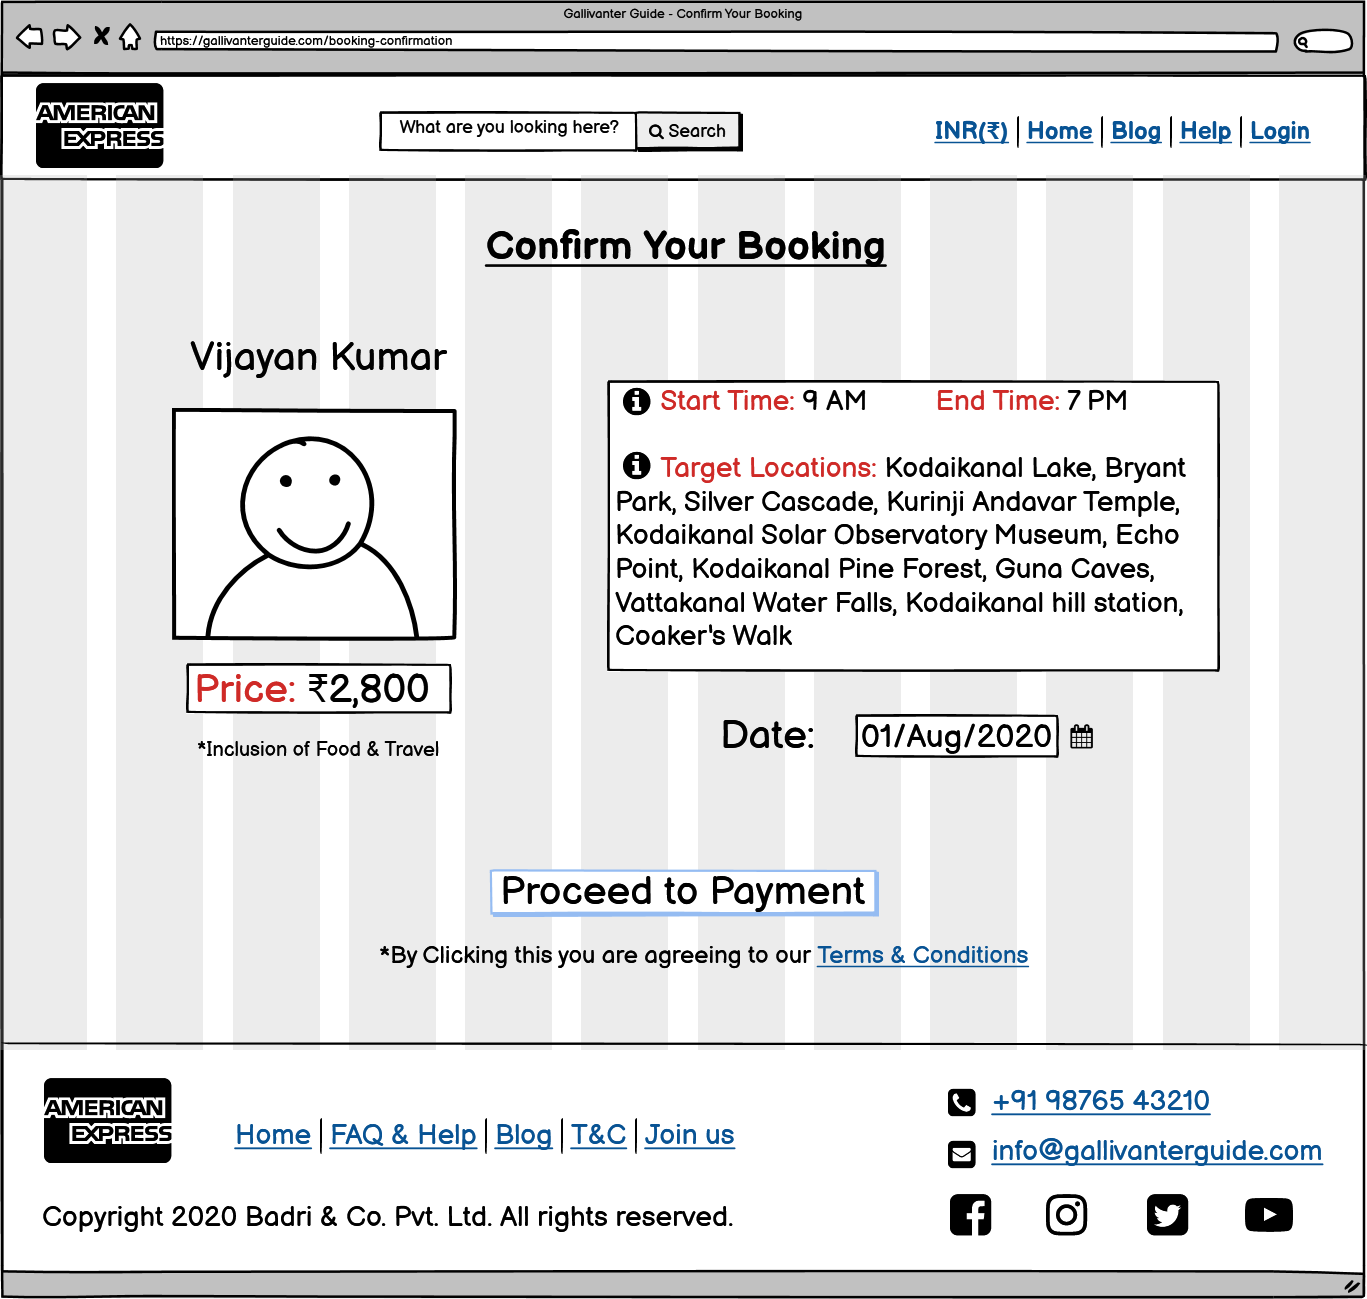 Gallivanter Guide - Confirm Your Booking
https://gallivanterguide.com/booking-confirmation
AMERICAN
EXPRESS
What are you looking here?
Search
INR(₹) | Home | Blog | Help | Login
Confirm Your Booking
Vijayan Kumar
Start Time: 9 AM End Time: 7 PM
Target Locations: Kodaikanal Lake, Bryant
Park, Silver Cascade, Kurinji Andavar Temple,
Kodaikanal Solar Observatory Museum, Echo
Point, Kodaikanal Pine Forest, Guna Caves,
Vattakanal Water Falls, Kodaikanal hill station,
Coaker's Walk
Price: ₹2,800
*Inclusion of Food & Travel
Date: 01/Aug/2020
Proceed to Payment
*By Clicking this you are agreeing to our Terms & Conditions
AMERICAN
EXPRESS
Home | FAQ & Help | Blog | T&C | Join us
+91 98765 43210
info@gallivanterguide.com
Copyright 2020 Badri & Co. Pvt. Ltd. All rights reserved.